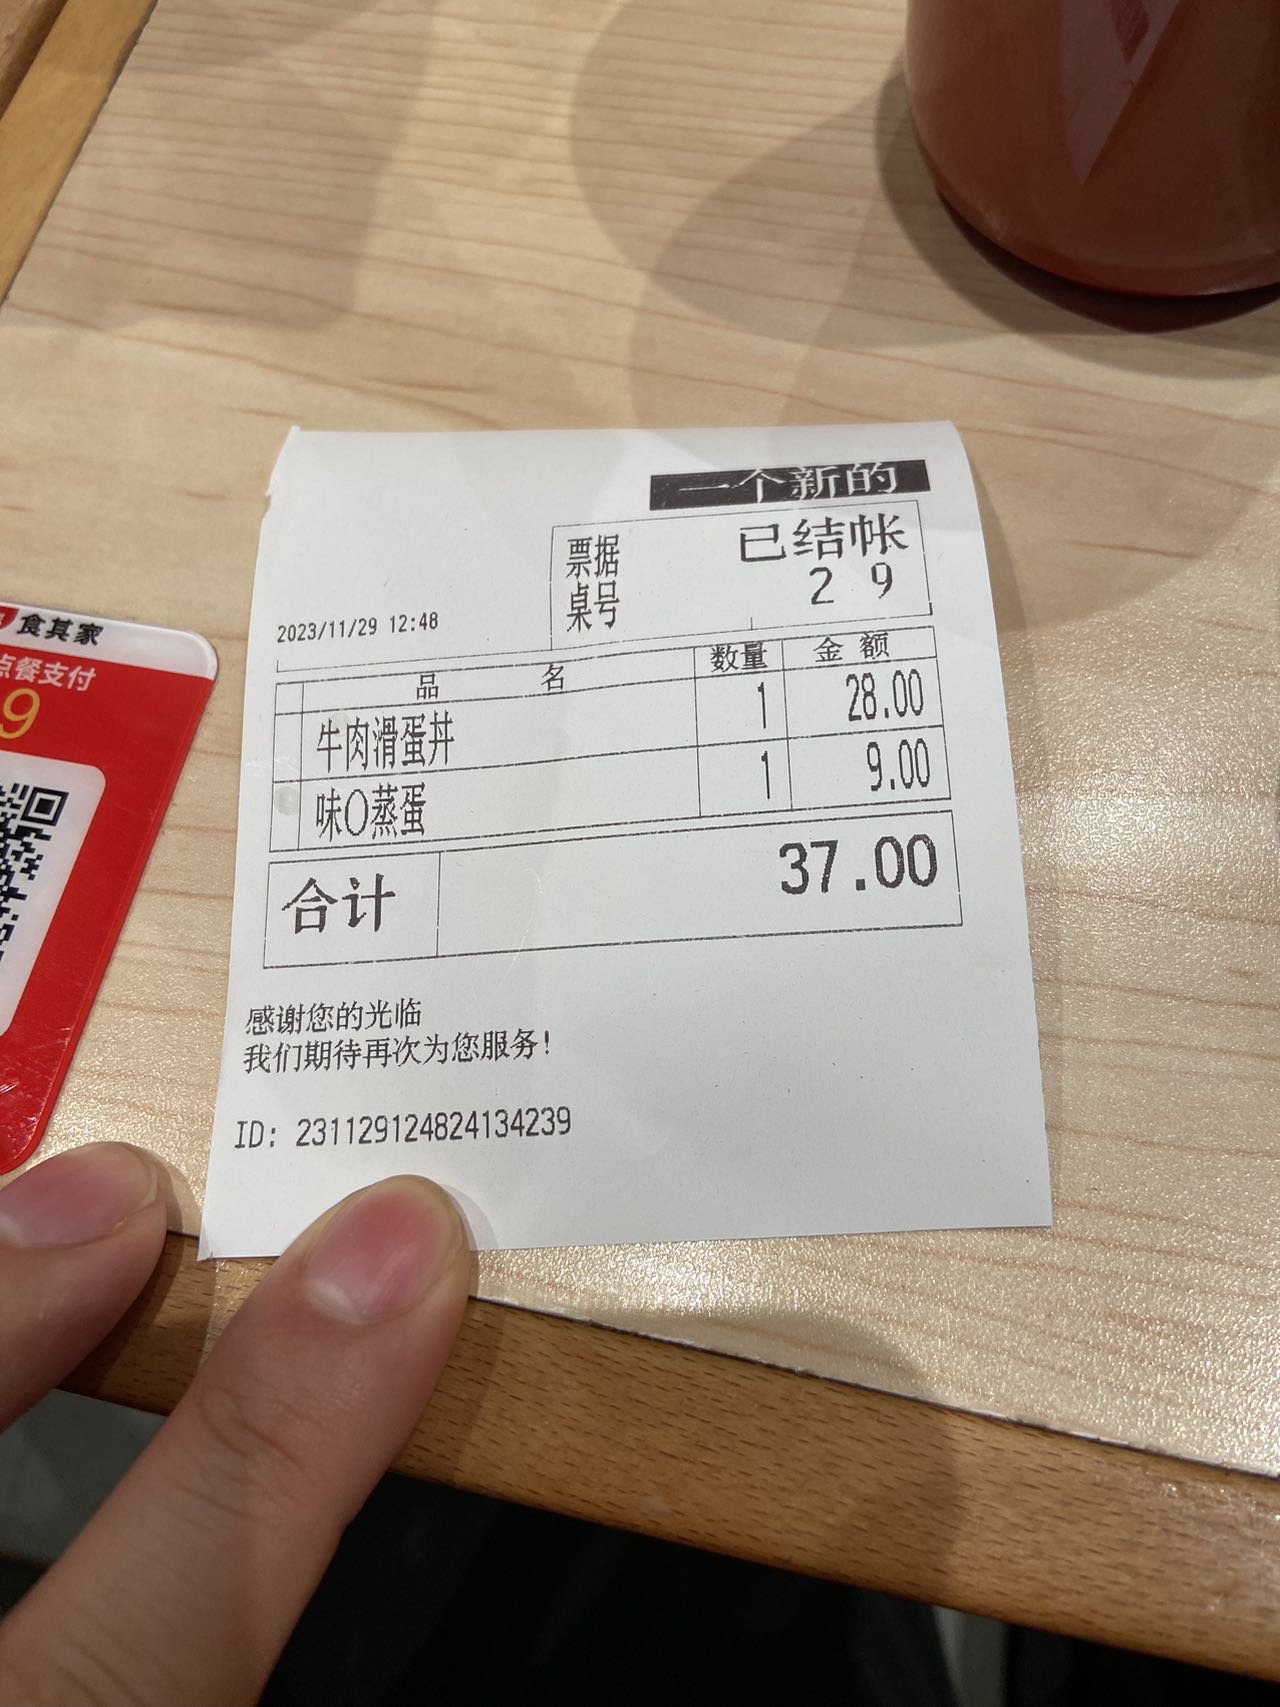 一个新的
票据 已结帐
桌号 29
2023/11/29 12:48
品名 数量 金额
牛肉滑蛋丼 1 28.00
味〇蒸蛋 1 9.00
合计 37.00
感谢您的光临
我们期待再次为您服务!
ID: 231129124824134239
食其家
点餐支付
9